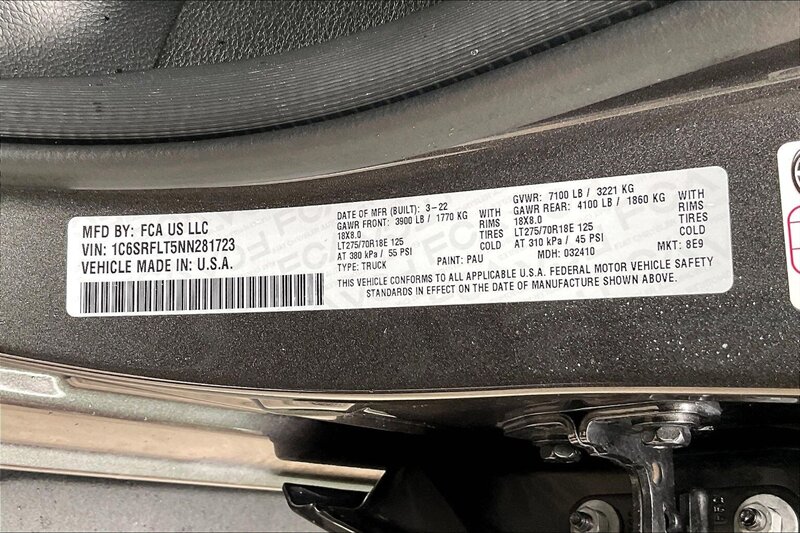 MFD BY: FCA US LLC
VIN: 1C6SRFLT5NN281723
VEHICLE MADE IN: U.S.A.
DATE OF MFR (BUILT): 3-22
GAWR FRONT: 3900 LB / 1770 KG WITH
18X8.0 RIMS
LT275/70R18E 125 TIRES
AT 380 kPa / 55 PSI COLD
TYPE: TRUCK PAINT: PAU
GVWR: 7100 LB / 3221 KG
GAWR REAR: 4100 LB / 1860 KG WITH
18X8.0 RIMS
LT275/70R18E 125 TIRES
AT 310 kPa / 45 PSI COLD
MDH: 032410 MKT: 8E9
THIS VEHICLE CONFORMS TO ALL APPLICABLE U.S.A. FEDERAL MOTOR VEHICLE SAFETY
STANDARDS IN EFFECT ON THE DATE OF MANUFACTURE SHOWN ABOVE.